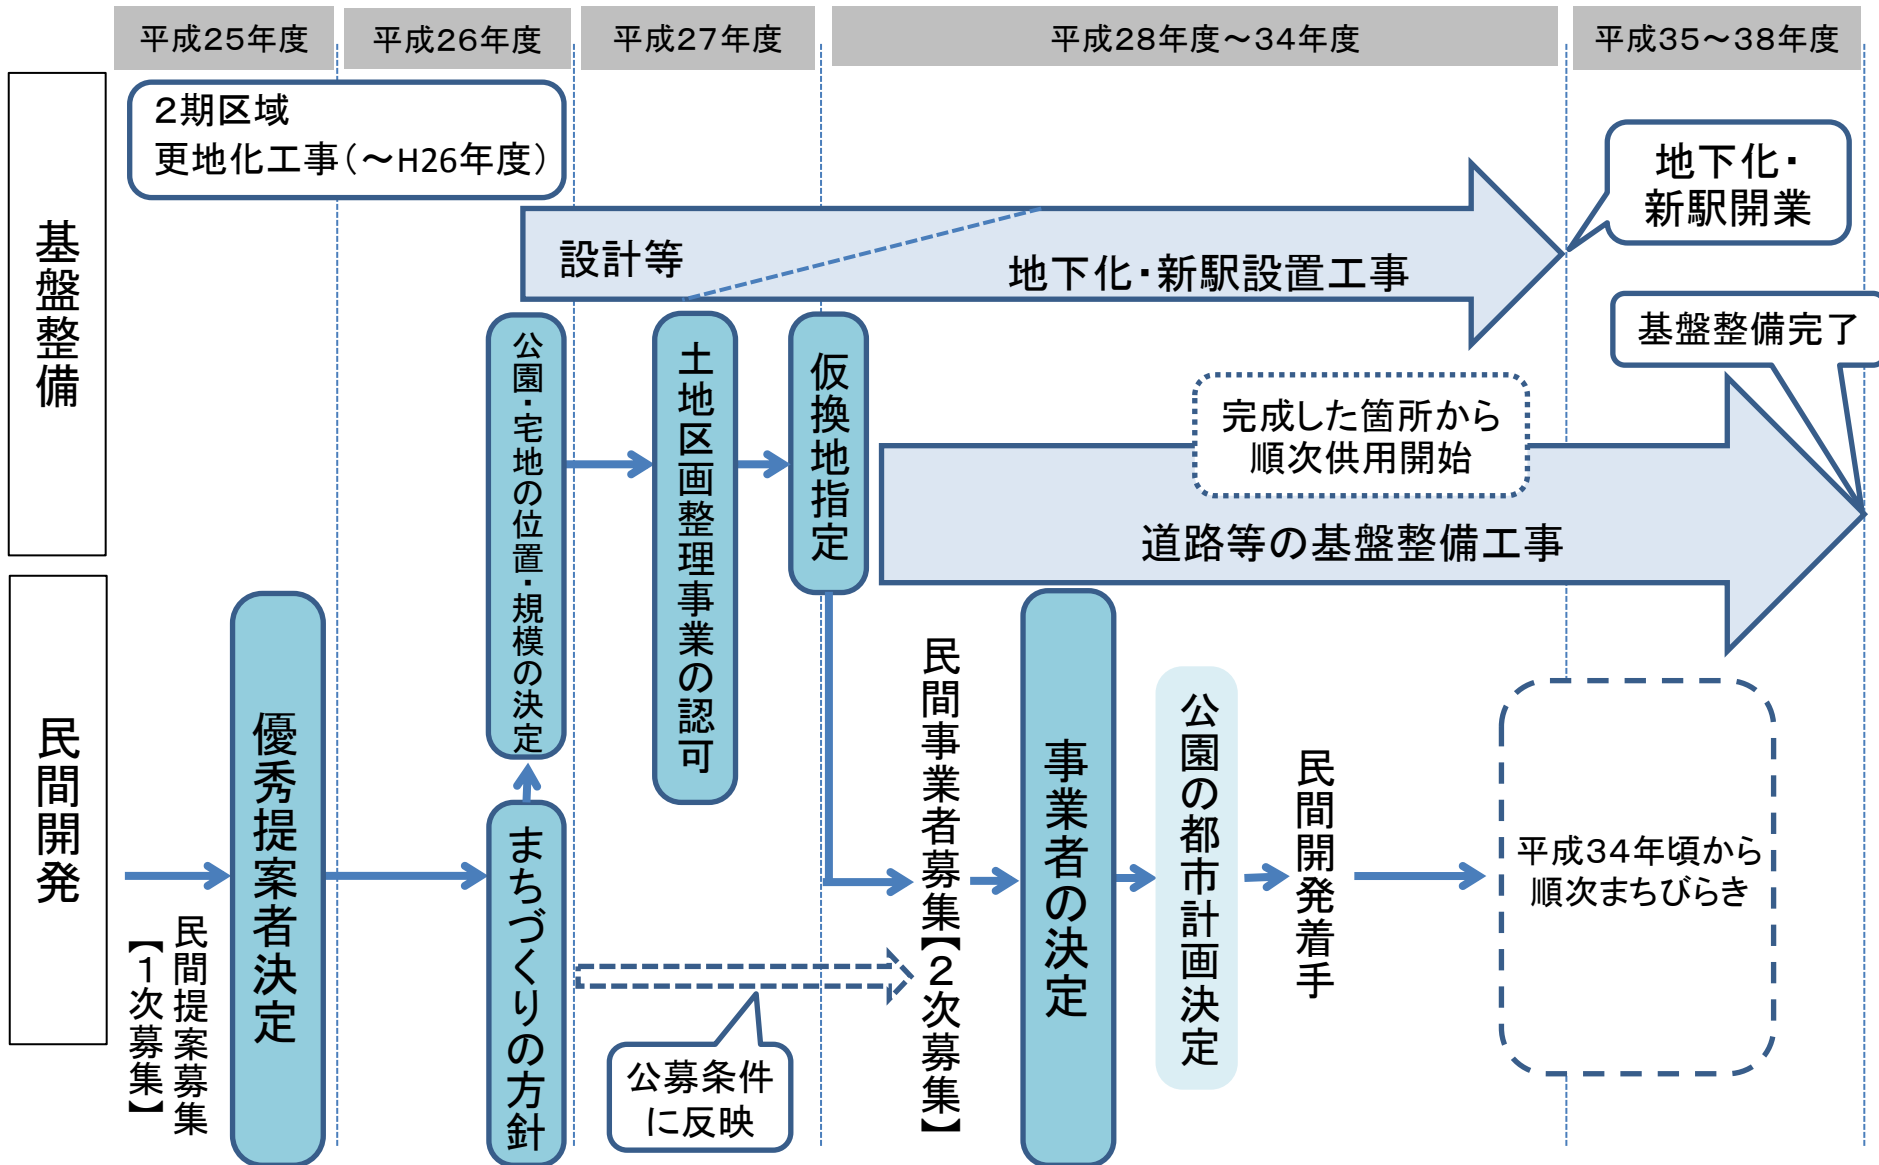 平成25年度
平成26年度
平成27年度
平成28年度～34年度
平成35～38年度
基盤整備
2期区域
更地化工事（～H26年度）
設計等
地下化・新駅設置工事
地下化・
新駅開業
公園・宅地の位置・規模の決定
土地区画整理事業の認可
仮換地指定
完成した箇所から
順次供用開始
道路等の基盤整備工事
基盤整備完了
民間開発
民間提案募集
【1次募集】
優秀提案者決定
まちづくりの方針
公募条件
に反映
民間事業者募集【2次募集】
事業者の決定
公園の都市計画決定
民間開発着手
平成34年頃から
順次まちびらき